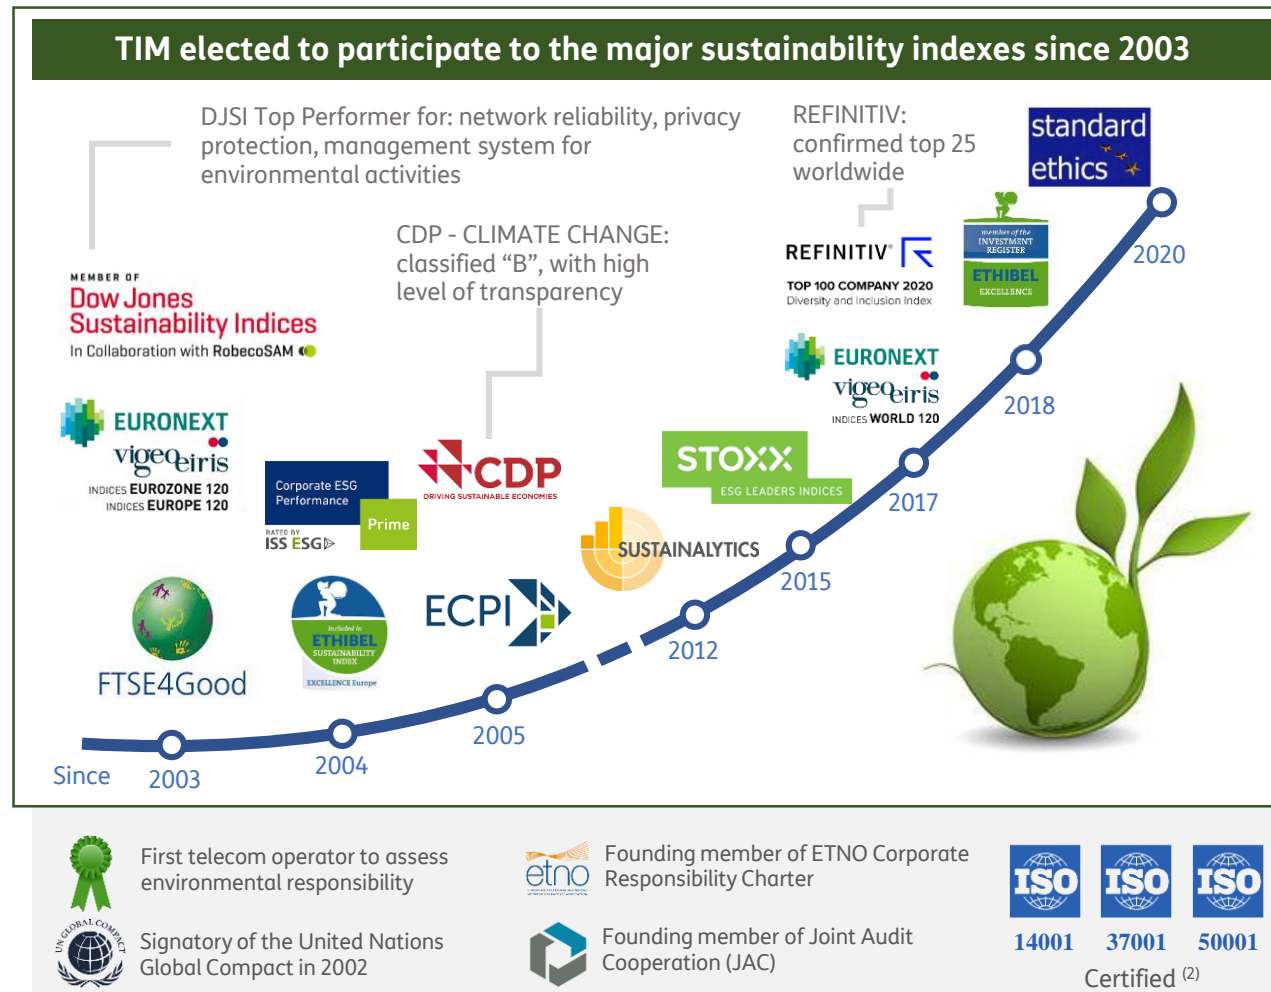 TIM elected to participate to the major sustainability indexes since 2003
DJSI Top Performer for: network reliability, privacy
protection, management system for
environmental activities
REFINITIV:
confirmed top 25
worldwide
standard
ethics
CDP - CLIMATE CHANGE:
classified “B”, with high
level of transparency
MEMBER OF
Dow Jones
Sustainability Indices
In Collaboration with RobecoSAM
REFINITIV
TOP 100 COMPANY 2020
Diversity and Inclusion Index
member of the
INVESTMENT
REGISTER
ETHIBEL
EXCELLENCE
2020
EURONEXT
vigeoeiris
INDICES EUROZONE 120
INDICES EUROPE 120
EURONEXT
vigeoeiris
INDICES WORLD 120
2018
Corporate ESG
Performance
Prime
RATED BY
ISS ESG
CDP
DRIVING SUSTAINABLE ECONOMIES
STOXX
ESG LEADERS INDICES
2017
SUSTAINALYTICS
2015
FTSE4Good
included in
ETHIBEL
SUSTAINABILITY
INDEX
EXCELLENCE Europe
ECPI
2012
2005
2004
Since
2003
First telecom operator to assess
environmental responsibility
etno
Founding member of ETNO Corporate
Responsibility Charter
ISO
ISO
ISO
14001
37001
50001
Certified (2)
UN GLOBAL COMPACT
Signatory of the United Nations
Global Compact in 2002
Founding member of Joint Audit
Cooperation (JAC)